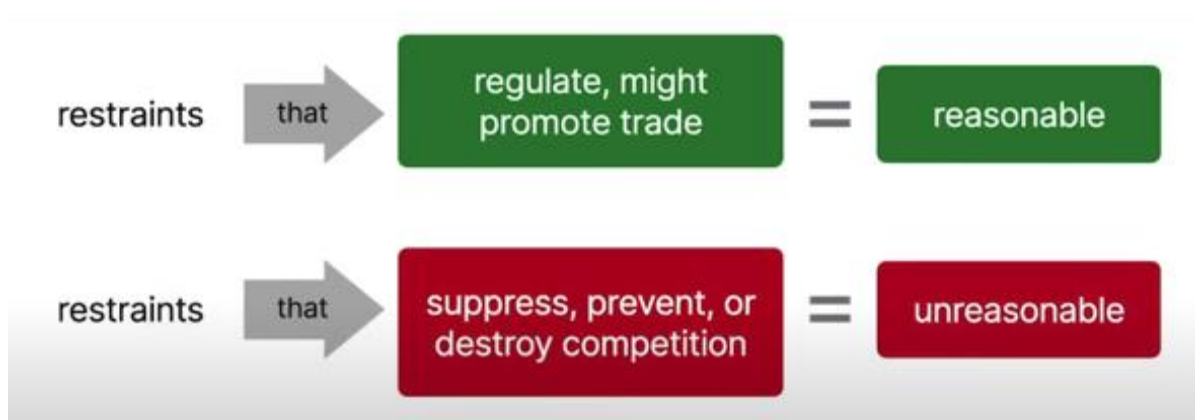 restraints that regulate, might
promote trade = reasonable
restraints that suppress, prevent, or
destroy competition = unreasonable